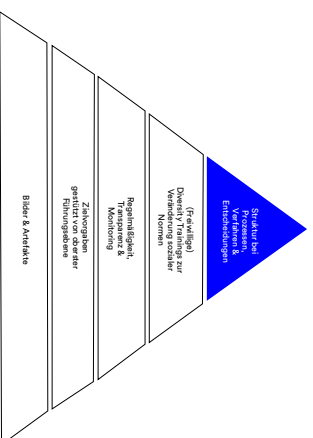 Struktur bei
Prozessen,
Verfahren &
Entscheidungen
(Freiwillige)
Diversity Trainings zur
Veränderung sozialer
Normen
Regelmäßigkeit,
Transparenz &
Monitoring
Zielvorgaben
gestützt von oberster
Führungsebene
Bilder & Artefakte